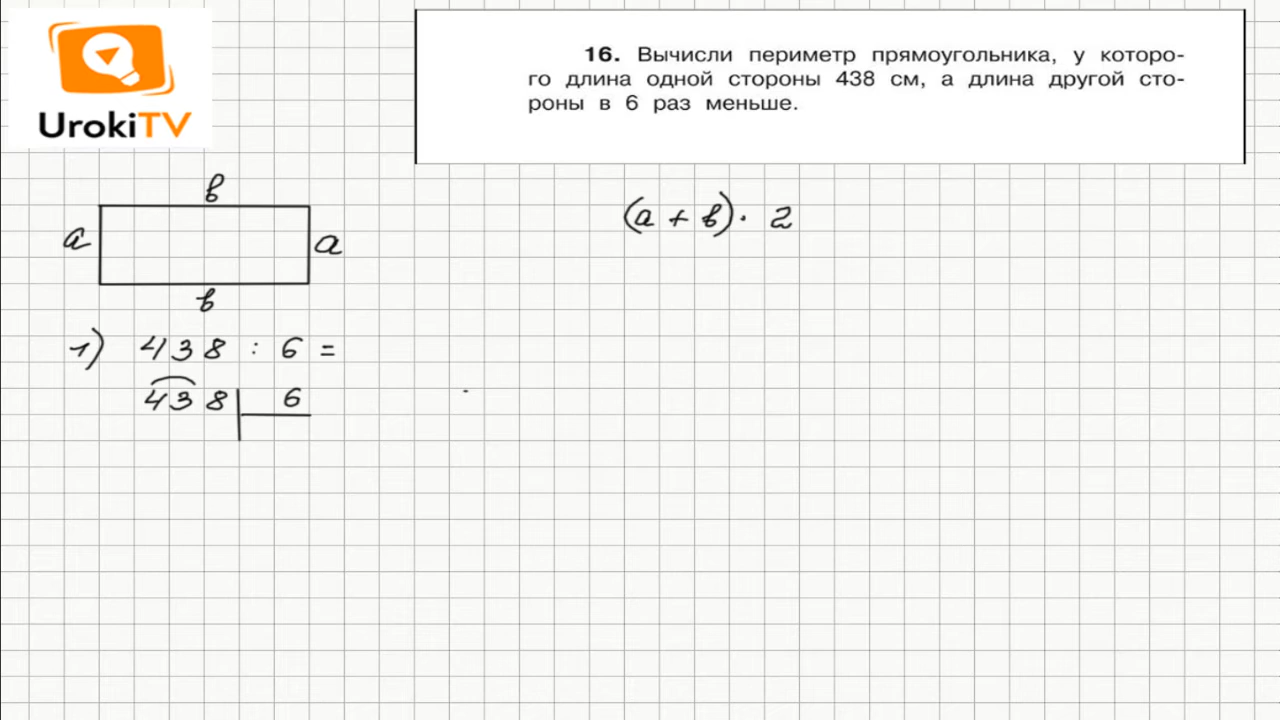 UrokiTV
16. Вычисли периметр прямоугольника, у которо-
го длина одной стороны 438 см, а длина другой сто-
роны в 6 раз меньше.
в
a
a
в
(a + в) · 2
1) 438 : 6 =
438 6